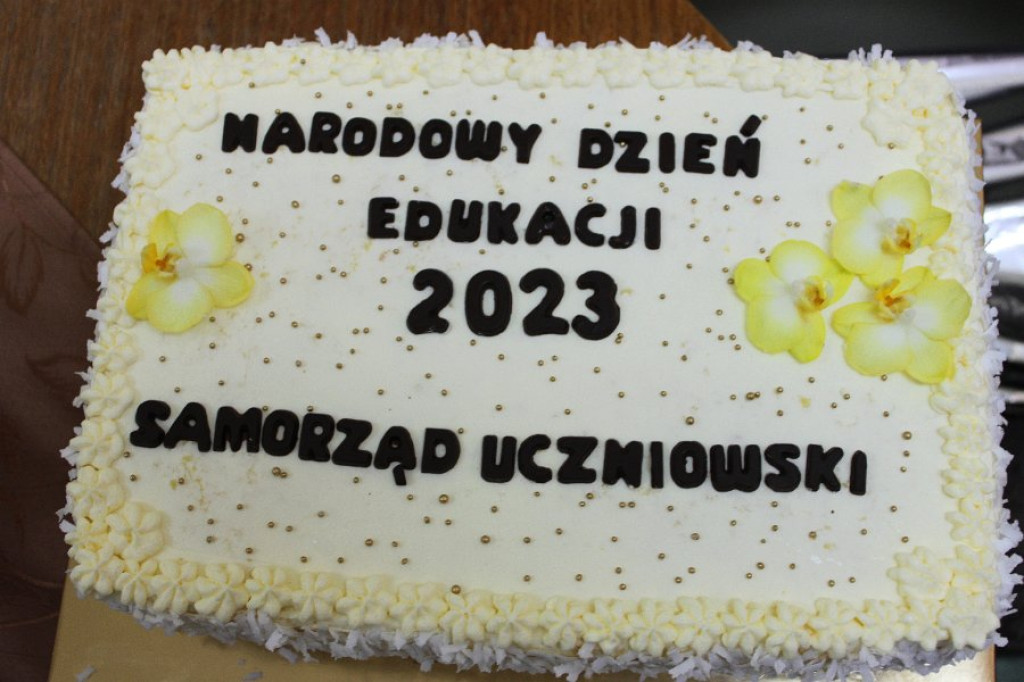 NARODOWY DZIEŃ
EDUKACJI
2023
SAMORZĄD UCZNIOWSKI